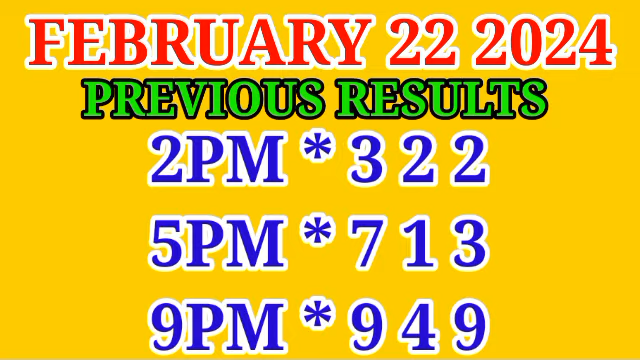 FEBRUARY 22 2024
PREVIOUS RESULTS
2PM * 3 2 2
5PM * 7 1 3
9PM * 9 4 9